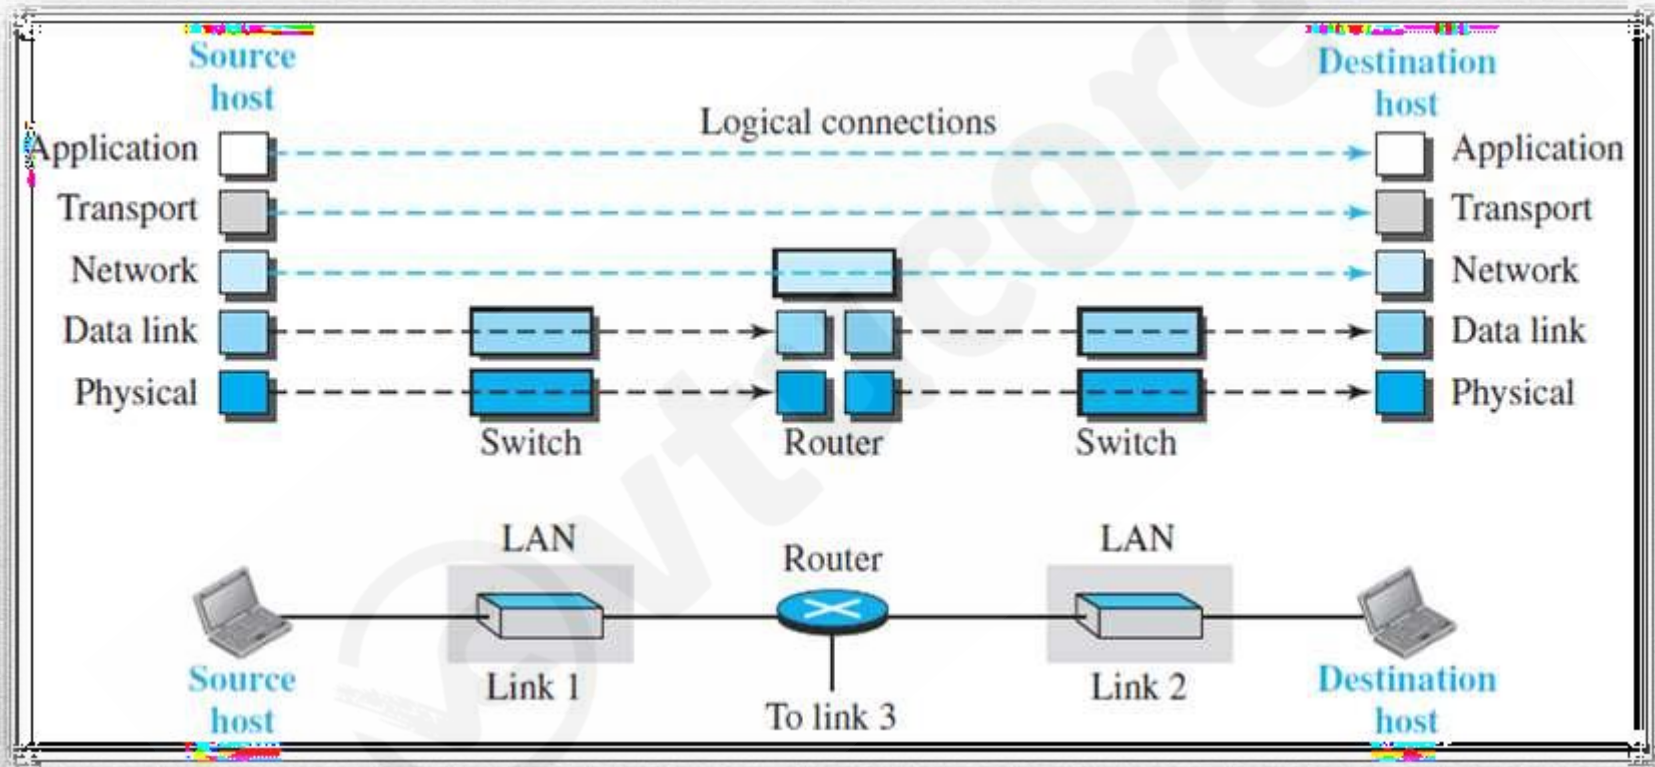 Source
host
Destination
host
Logical connections
Application
Application
Transport
Transport
Network
Network
Data link
Data link
Physical
Physical
Switch
Router
Switch
LAN
Router
LAN
Source
host
Link 1
To link 3
Link 2
Destination
host
vtucore